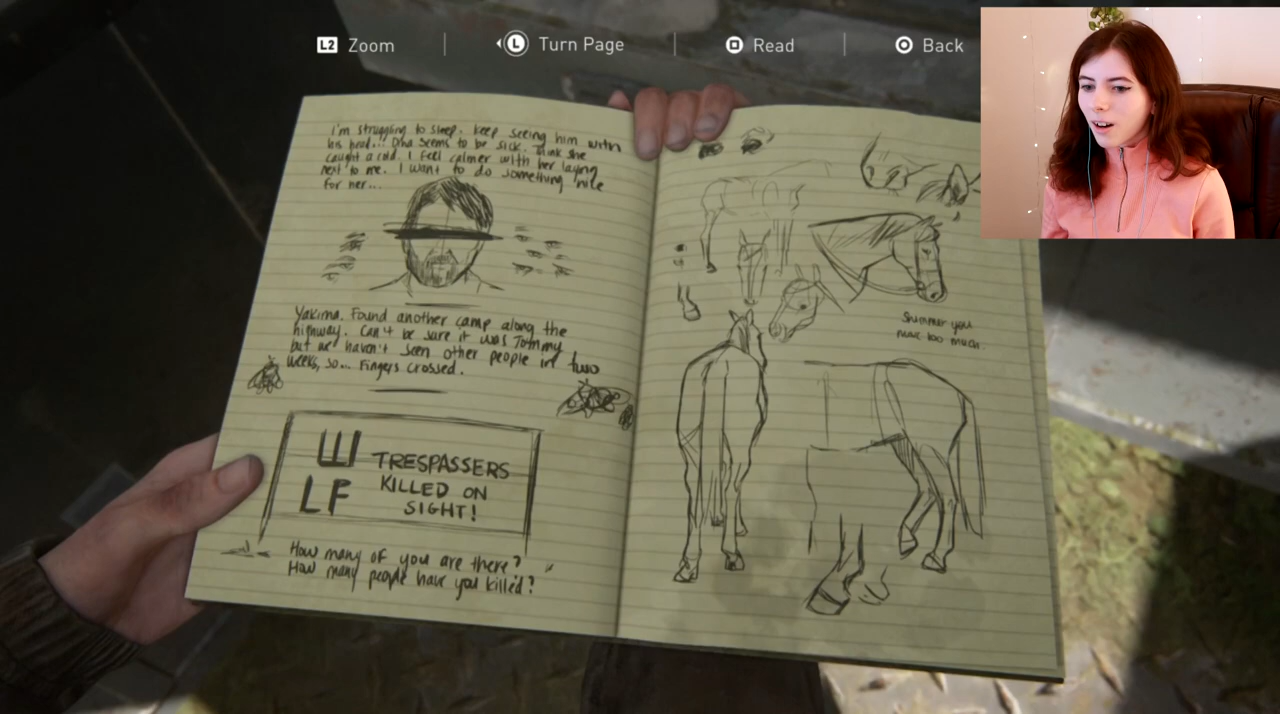 L2 Zoom
L Turn Page
Read
Back
I'm struggling to sleep. Keep seeing him with
his head... Dina seems to be sick. Think she
caught a cold. I feel calmer with her laying
next to me. I want to do something nice
for her...
Yakima. Found another camp along the
highway. Can't be sure it was Tommy
but we haven't seen other people in two
weeks, so... Fingers crossed.
W
LF
TRESPASSERS
KILLED ON
SIGHT!
How many of you are there?
How many people have you killed?
Shimmer you
move too much.